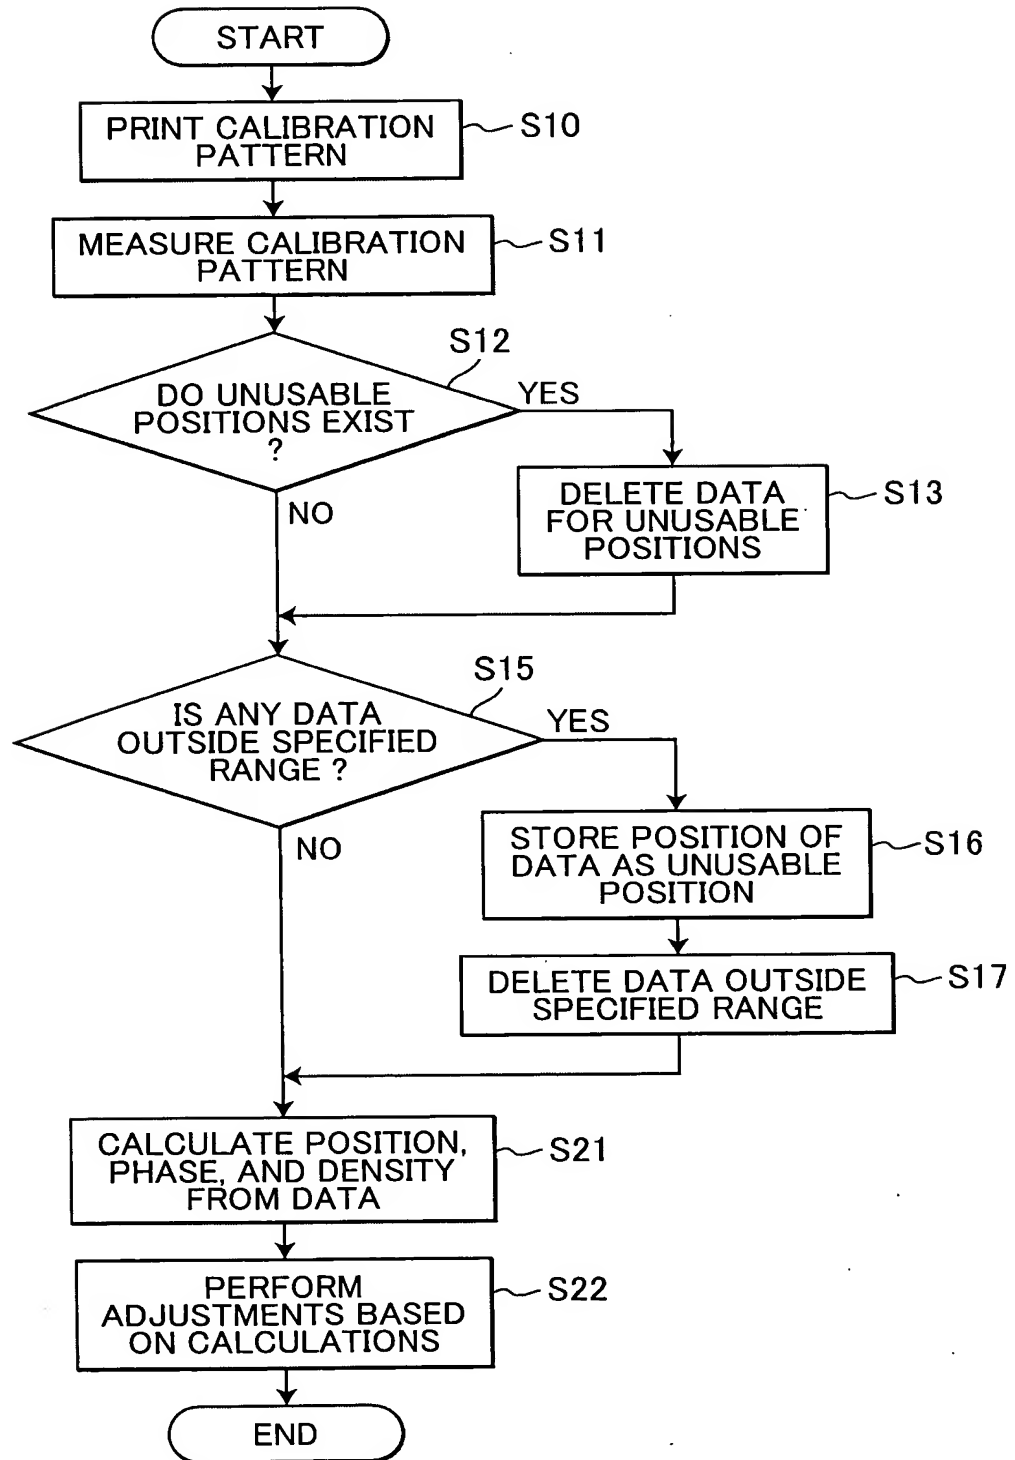 START
PRINT CALIBRATION
PATTERN
S10
MEASURE CALIBRATION
PATTERN
S11
S12
DO UNUSABLE
POSITIONS EXIST
?
YES
NO
DELETE DATA
FOR UNUSABLE
POSITIONS
S13
S15
IS ANY DATA
OUTSIDE SPECIFIED
RANGE ?
YES
NO
STORE POSITION OF
DATA AS UNUSABLE
POSITION
S16
DELETE DATA OUTSIDE
SPECIFIED RANGE
S17
CALCULATE POSITION,
PHASE, AND DENSITY
FROM DATA
S21
PERFORM
ADJUSTMENTS BASED
ON CALCULATIONS
S22
END